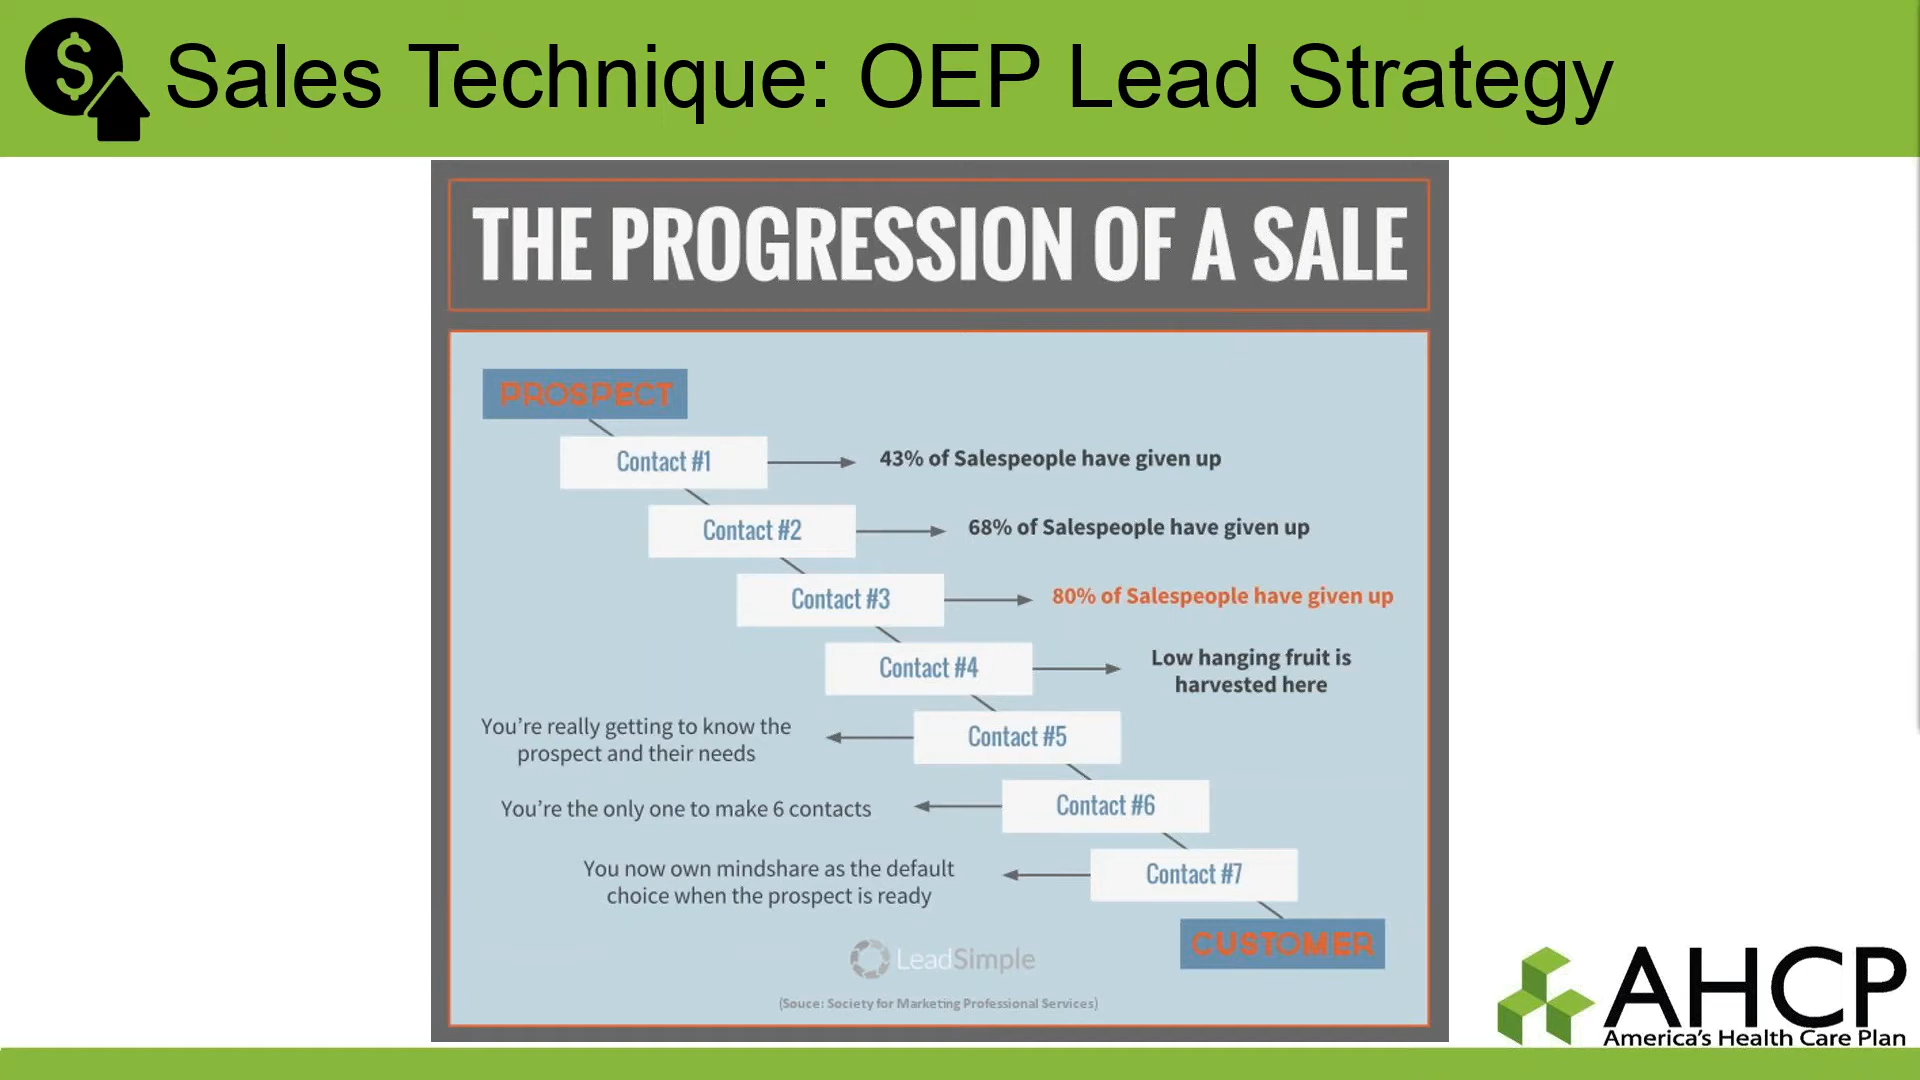 $
Sales Technique: OEP Lead Strategy
THE PROGRESSION OF A SALE
PROSPECT
Contact #1
43% of Salespeople have given up
Contact #2
68% of Salespeople have given up
Contact #3
80% of Salespeople have given up
Contact #4
Low hanging fruit is
harvested here
You're really getting to know the
prospect and their needs
Contact #5
You're the only one to make 6 contacts
Contact #6
You now own mindshare as the default
choice when the prospect is ready
Contact #7
CUSTOMER
LeadSimple
(Souce: Society for Marketing Professional Services)
AHCP
America's Health Care Plan